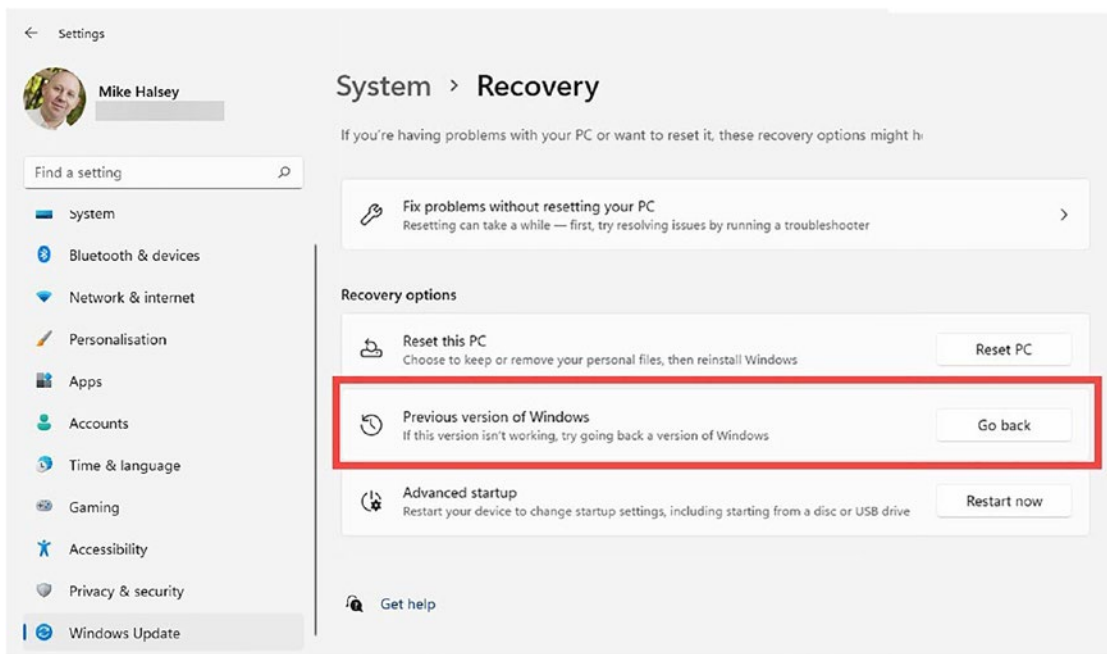 Settings
Mike Halsey
Find a setting
System
Bluetooth & devices
Network & internet
Personalisation
Apps
Accounts
Time & language
Gaming
Accessibility
Privacy & security
Windows Update
System > Recovery
If you're having problems with your PC or want to reset it, these recovery options might h
Fix problems without resetting your PC
Resetting can take a while — first, try resolving issues by running a troubleshooter
Recovery options
Reset this PC
Choose to keep or remove your personal files, then reinstall Windows
Reset PC
Previous version of Windows
If this version isn't working, try going back a version of Windows
Go back
Advanced startup
Restart your device to change startup settings, including starting from a disc or USB drive
Restart now
Get help